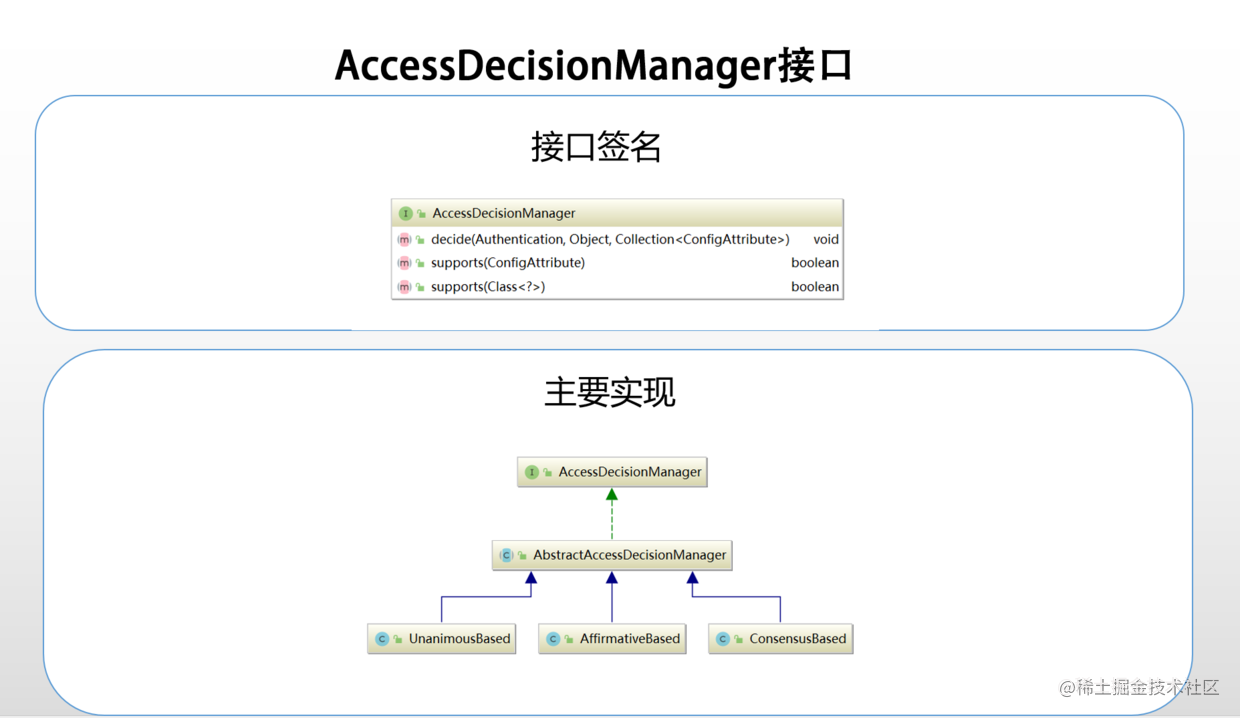 AccessDecisionManager接口
接口签名
I AccessDecisionManager
m decide(Authentication, Object, Collection<ConfigAttribute>) void
m supports(ConfigAttribute) boolean
m supports(Class<?>) boolean
主要实现
I AccessDecisionManager
C AbstractAccessDecisionManager
C UnanimousBased
C AffirmativeBased
C ConsensusBased
@稀土掘金技术社区